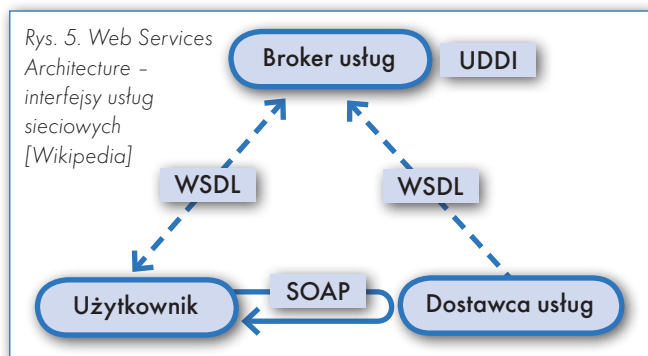 Rys. 5. Web Services
Architecture –
interfejsy usług
sieciowych
[Wikipedia]
Broker usług
UDDI
WSDL
WSDL
Użytkownik
SOAP
Dostawca usług